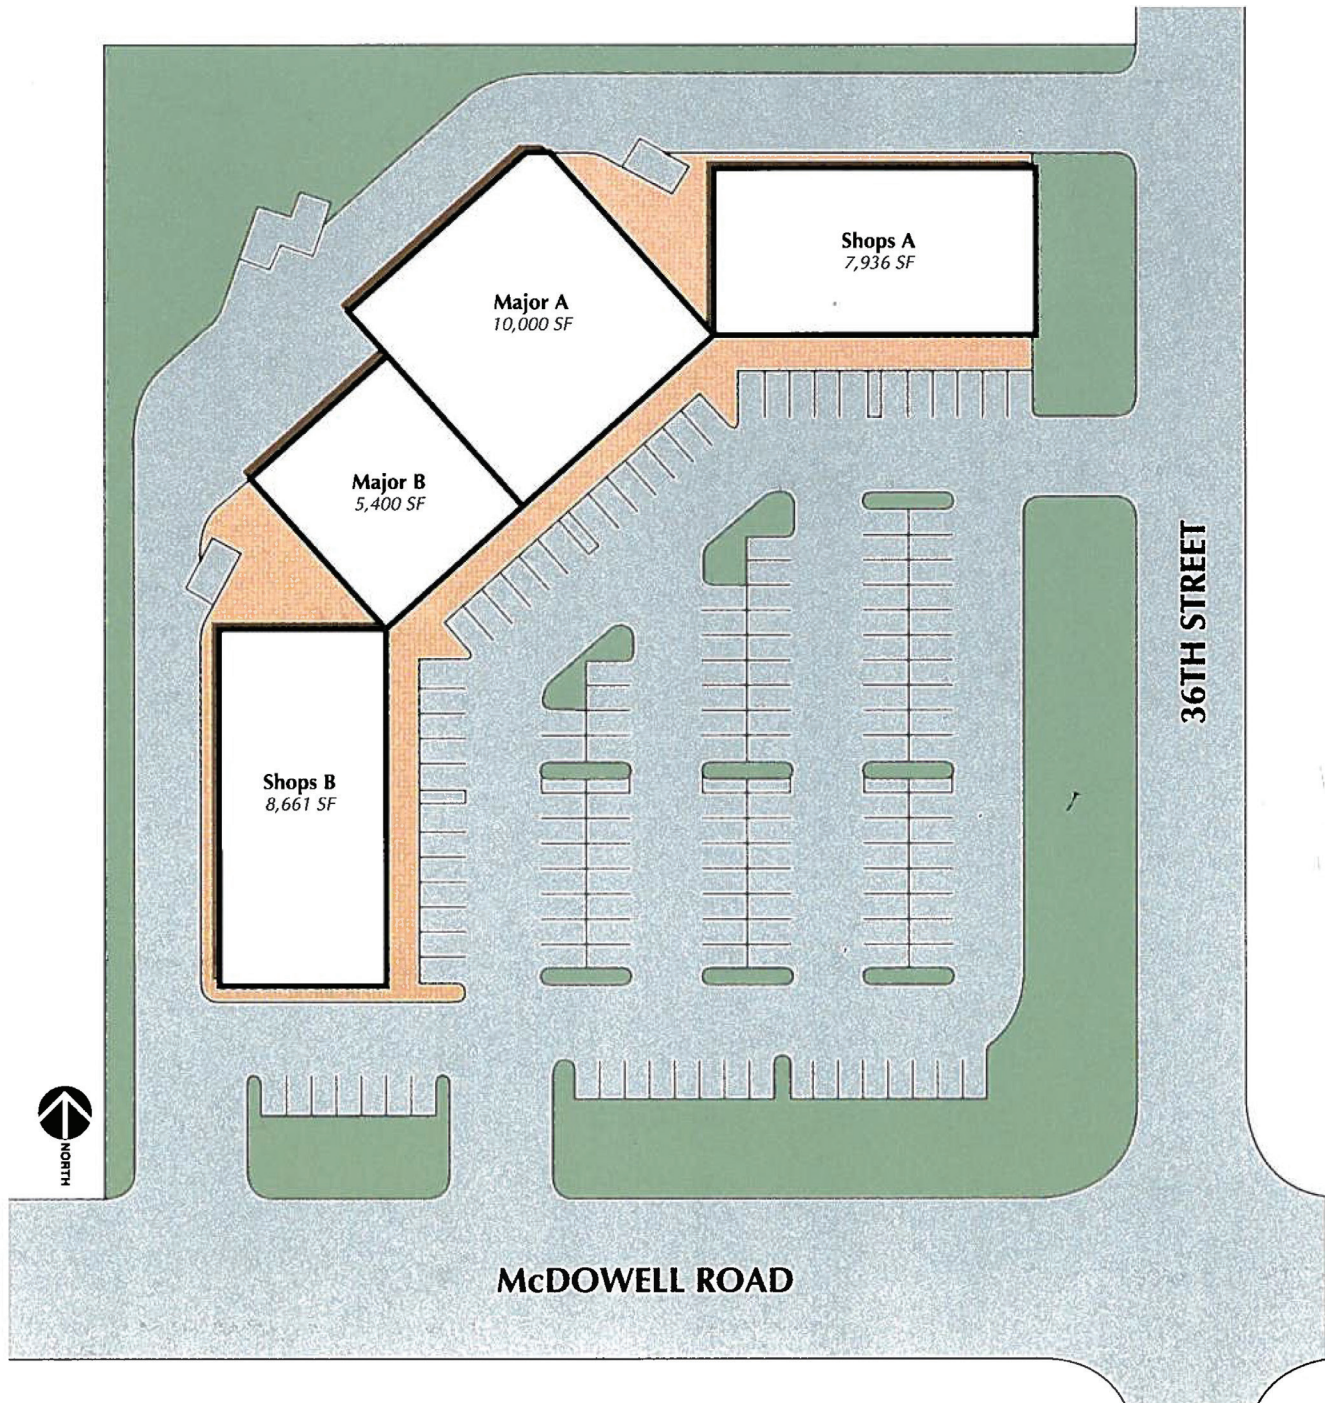 Shops A
7,936 SF
Major A
10,000 SF
Major B
5,400 SF
36TH STREET
Shops B
8,661 SF
NORTH
McDOWELL ROAD